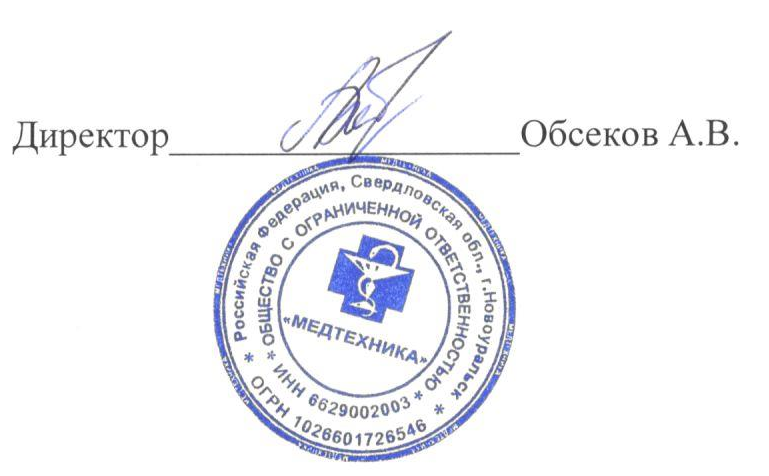 Директор Обсеков А.В.
* Российская Федерация, Свердловская обл., г.Новоуральск *
ОГРН 1026601726546
* ОБЩЕСТВО С ОГРАНИЧЕННОЙ ОТВЕТСТВЕННОСТЬЮ *
ИНН 6629002003
«МЕДТЕХНИКА»